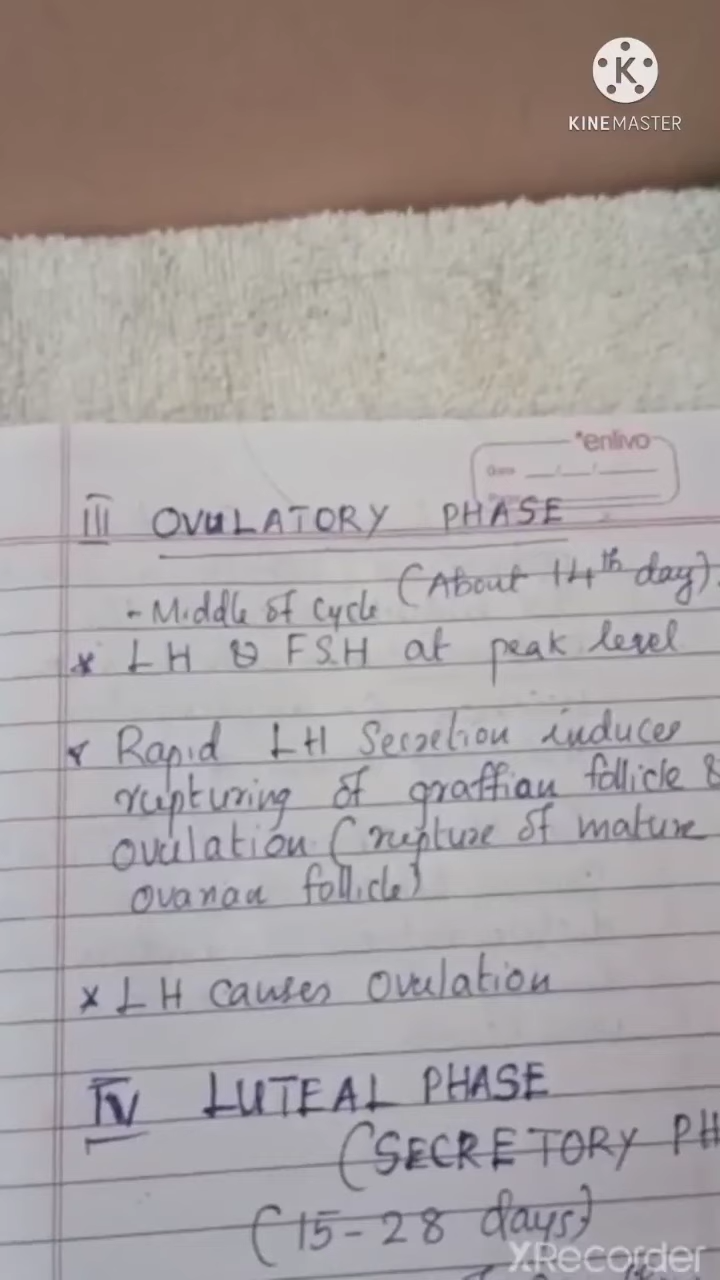 KINEMASTER
enlivo
Date
III OVULATORY PHASE
- Middle of cycle (About 14th day).
* LH & FSH at peak level
* Rapid LH Secretion induces
rupturing of graffian follicle &
ovulation (rupture of mature
ovarian follicle)
* LH causes Ovulation
IV LUTEAL PHASE
(SECRETORY PH
(15-28 days)
XRecorder